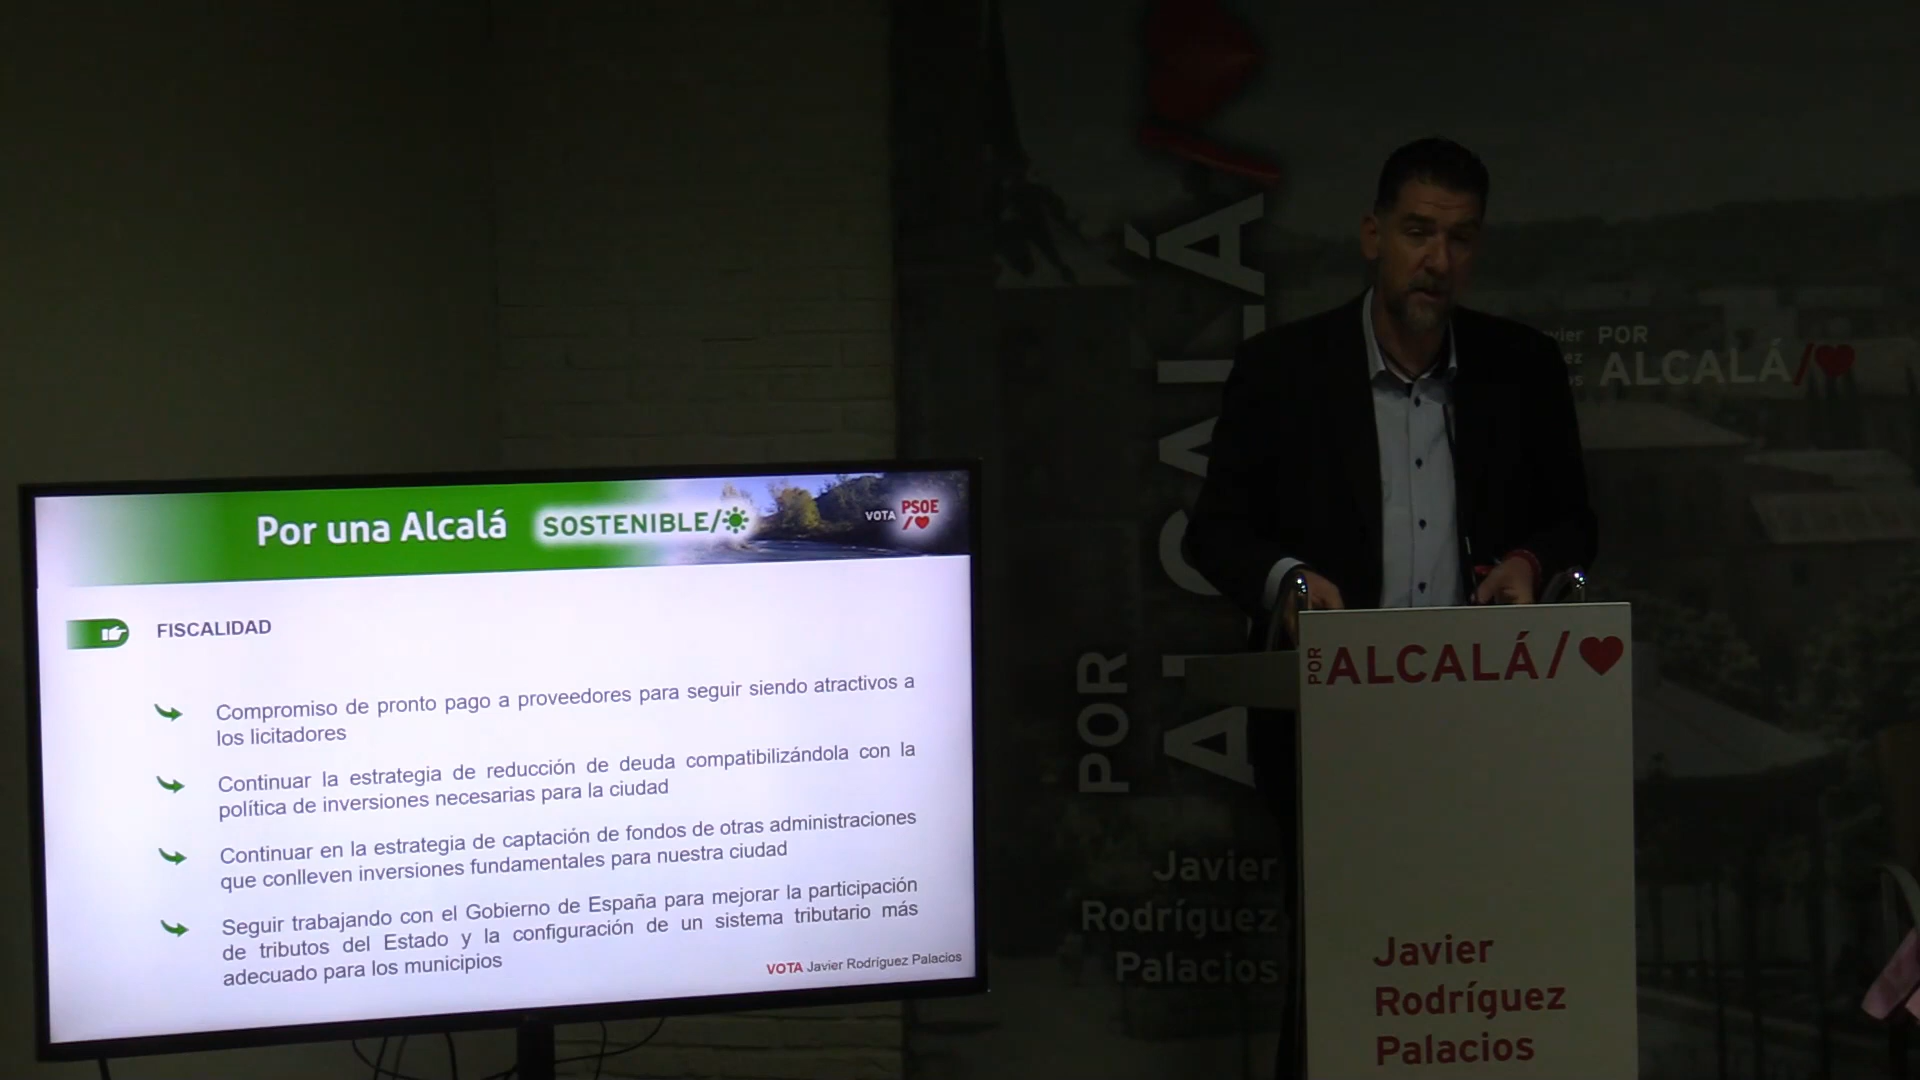 Por una Alcalá SOSTENIBLE/
VOTA PSOE
FISCALIDAD
Compromiso de pronto pago a proveedores para seguir siendo atractivos a
los licitadores
Continuar la estrategia de reducción de deuda compatibilizándola con la
política de inversiones necesarias para la ciudad
Continuar en la estrategia de captación de fondos de otras administraciones
que conlleven inversiones fundamentales para nuestra ciudad
Seguir trabajando con el Gobierno de España para mejorar la participación
de tributos del Estado y la configuración de un sistema tributario más
adecuado para los municipios
VOTA Javier Rodríguez Palacios
POR
ALCALÁ/
Javier
Rodríguez
Palacios
POR
ALCALÁ/
POR ALCALÁ/
Javier
Rodríguez
Palacios